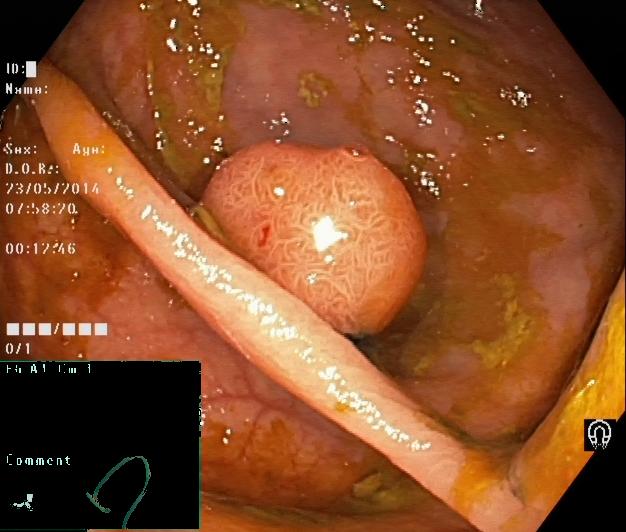 ID:
Name:
Sex: Age:
D.O.B.:
23/05/2014
07:58:20
00:12:46
0/1
Comment